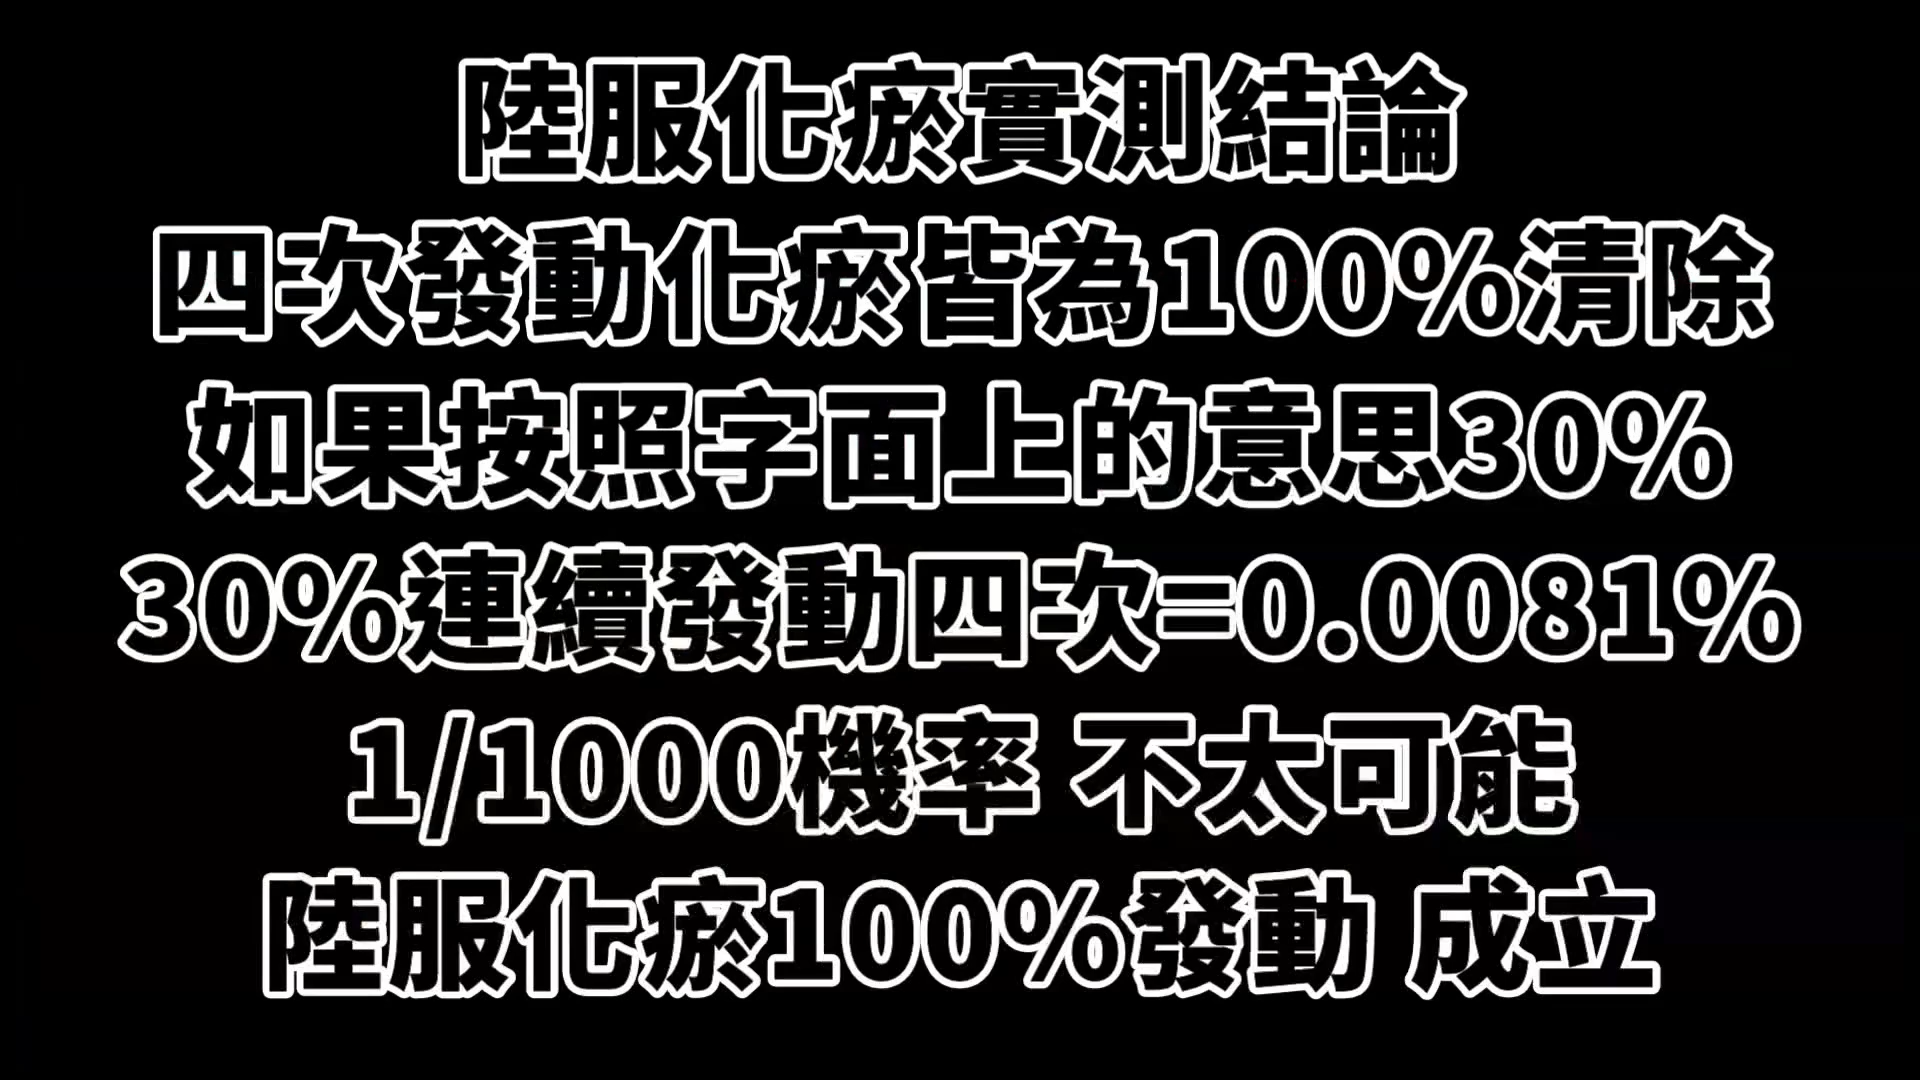 陸服化瘀實測結論
四次發動化瘀皆為100%清除
如果按照字面上的意思30%
30%連續發動四次=0.0081%
1/1000機率 不太可能
陸服化瘀100%發動 成立